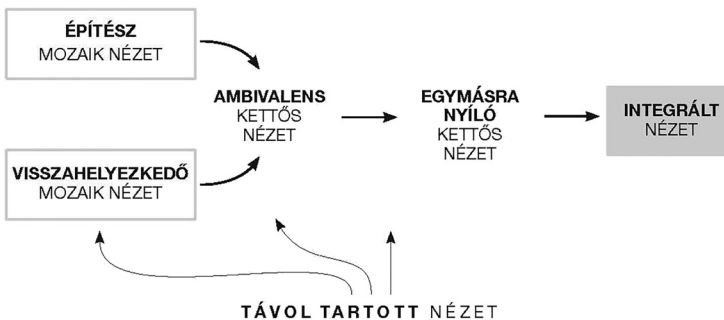 ÉPÍTÉSZ
MOZAIK NÉZET
VISSZAHELYEZKEDŐ
MOZAIK NÉZET
AMBIVALENS
KETTŐS
NÉZET
EGYMÁSRA
NYÍLÓ
KETTŐS
NÉZET
INTEGRÁLT
NÉZET
TÁVOL TARTOTT NÉZET